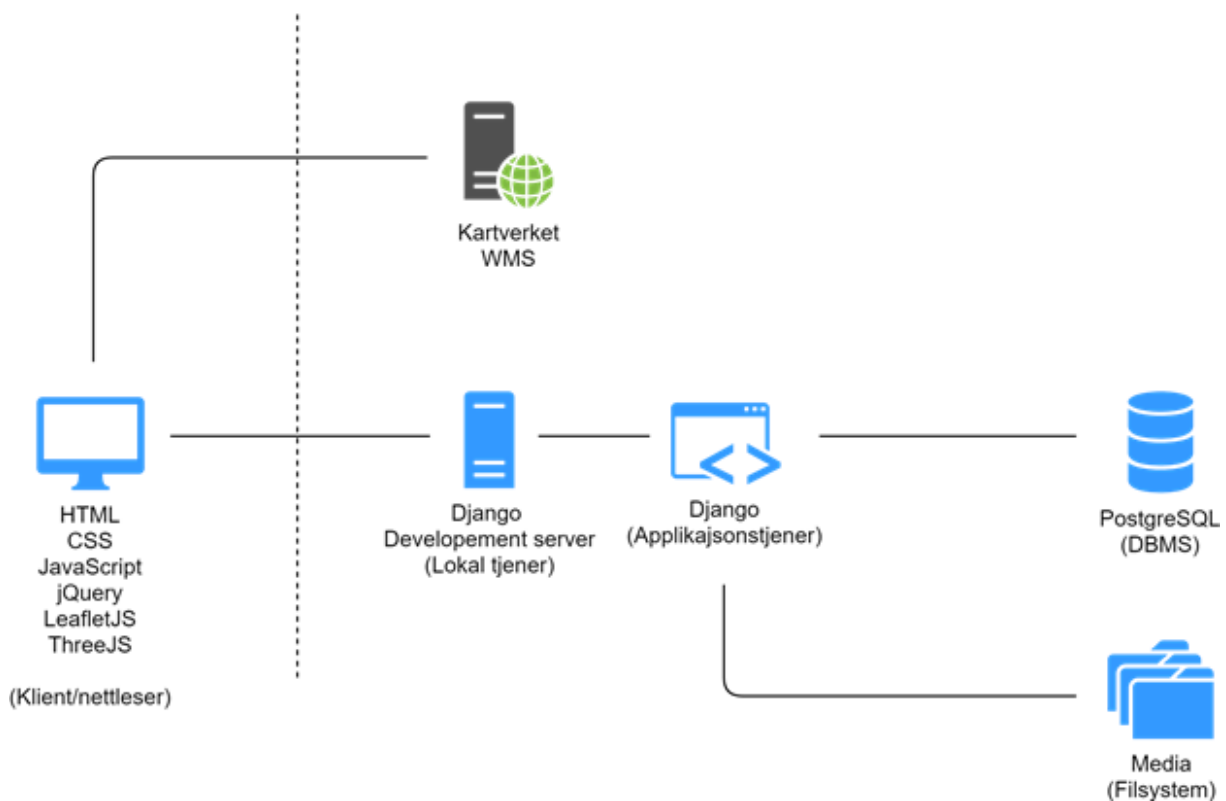 Kartverket
WMS
HTML
CSS
JavaScript
jQuery
LeafletJS
ThreeJS
(Klient/nettleser)
Django
Developement server
(Lokal tjener)
Django
(Applikajsonstjener)
PostgreSQL
(DBMS)
Media
(Filsystem)